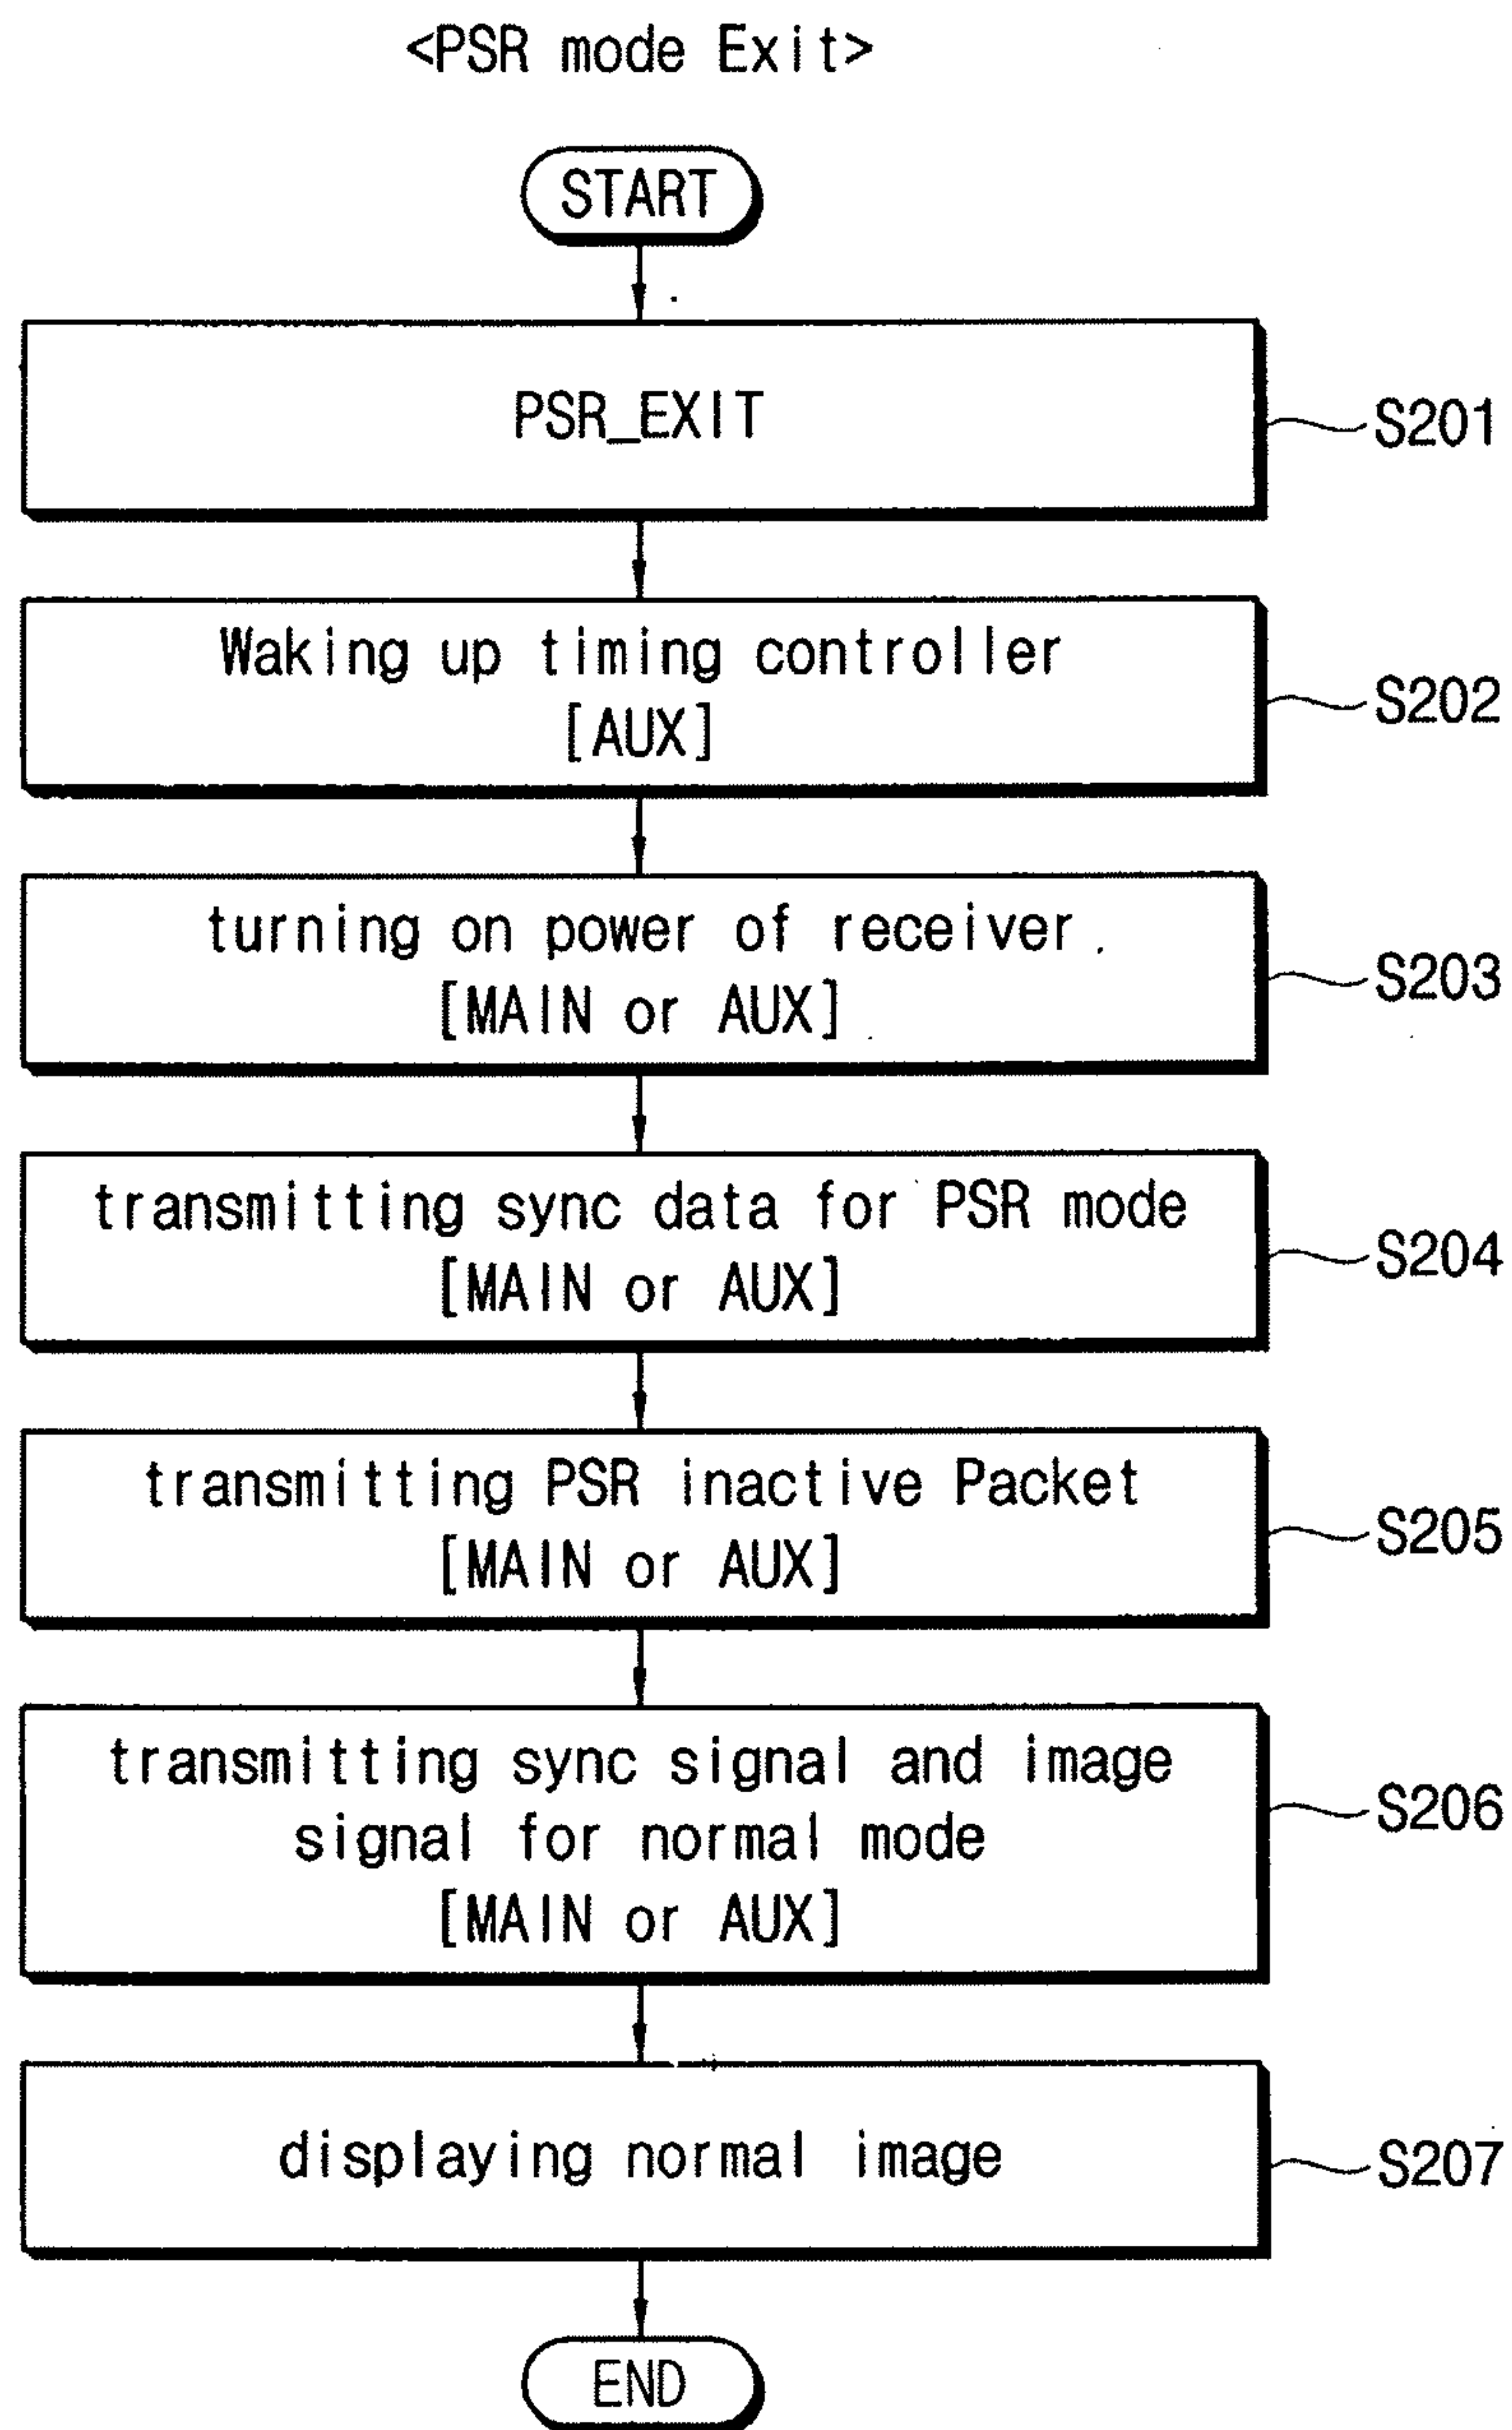 <PSR mode Exit>
START
PSR_EXIT
S201
Waking up timing controller
[AUX]
S202
turning on power of receiver
[MAIN or AUX]
S203
transmitting sync data for PSR mode
[MAIN or AUX]
S204
transmitting PSR inactive Packet
[MAIN or AUX]
S205
transmitting sync signal and image
signal for normal mode
[MAIN or AUX]
S206
displaying normal image
S207
END